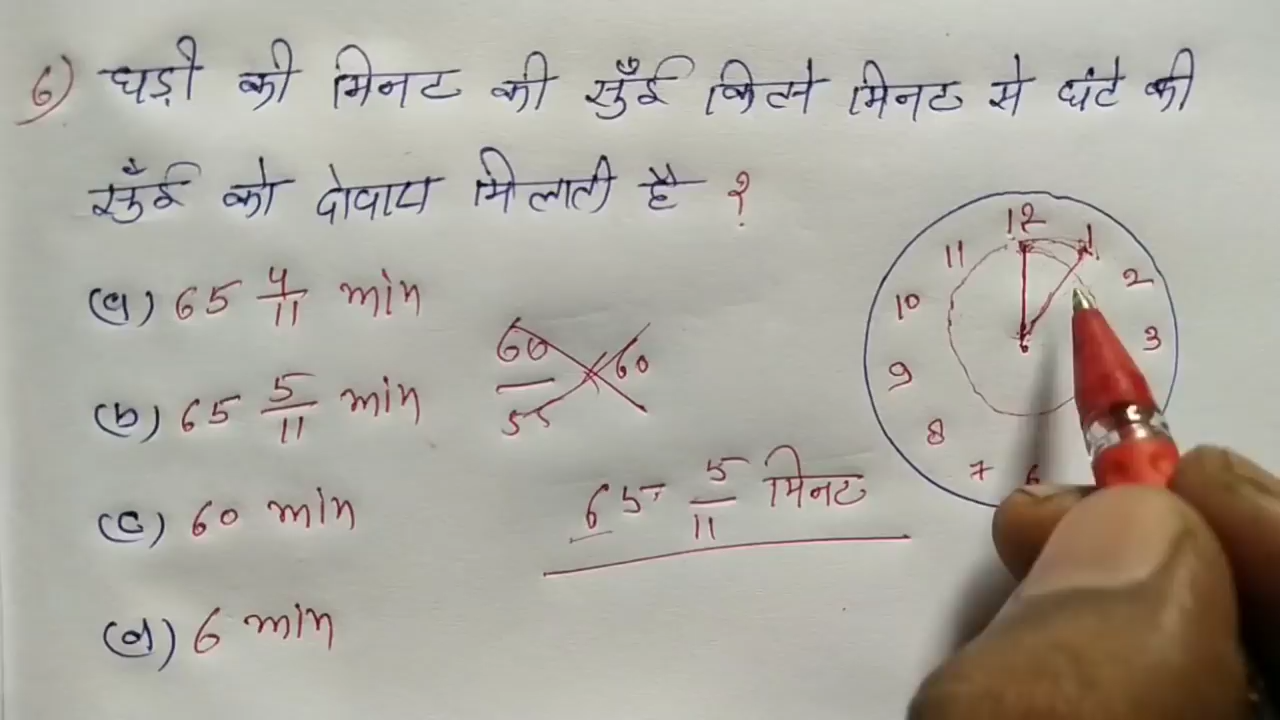 6) घड़ी की मिनट की सुँई कितने मिनट से घंटे की
सुँई को दोवारा मिलाती है ?
(a) 65 4/11 min
(b) 65 5/11 min
(c) 60 min
(d) 6 min
60/55 60
65 5/11 मिनट
12
11 1
10 2
9 3
8
7 6